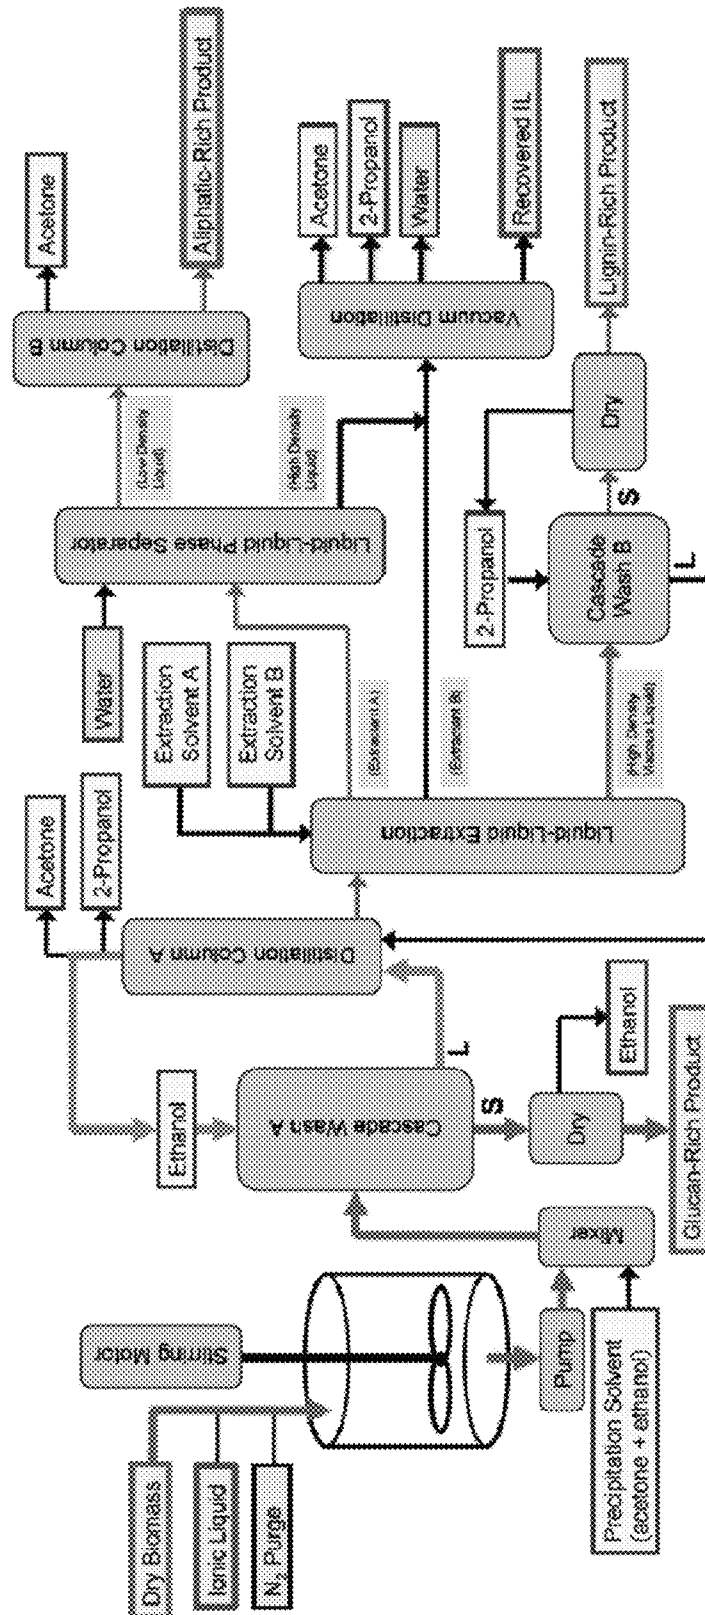 Dry Biomass
Ionic Liquid
N2 Purge
Stirring Motor
Pump
Precipitation Solvent
(acetone + ethanol)
Mixer
Ethanol
Cascade Wash A
L
S
Dry
Ethanol
Glucan-Rich Product
Acetone
2-Propanol
Distillation Column A
Liquid-Liquid Extraction
Extraction
Solvent A
Extraction
Solvent B
Water
(Extractant A)
(Extractant B)
(High Density
Viscous Liquid)
Liquid-Liquid Phase Separator
(Low Density
Liquid)
(High Density
Liquid)
Distillation Column B
Acetone
Aliphatic-Rich Product
Vacuum Distillation
Acetone
2-Propanol
Water
Recovered IL
2-Propanol
Cascade
Wash B
L
S
Dry
Lignin-Rich Product